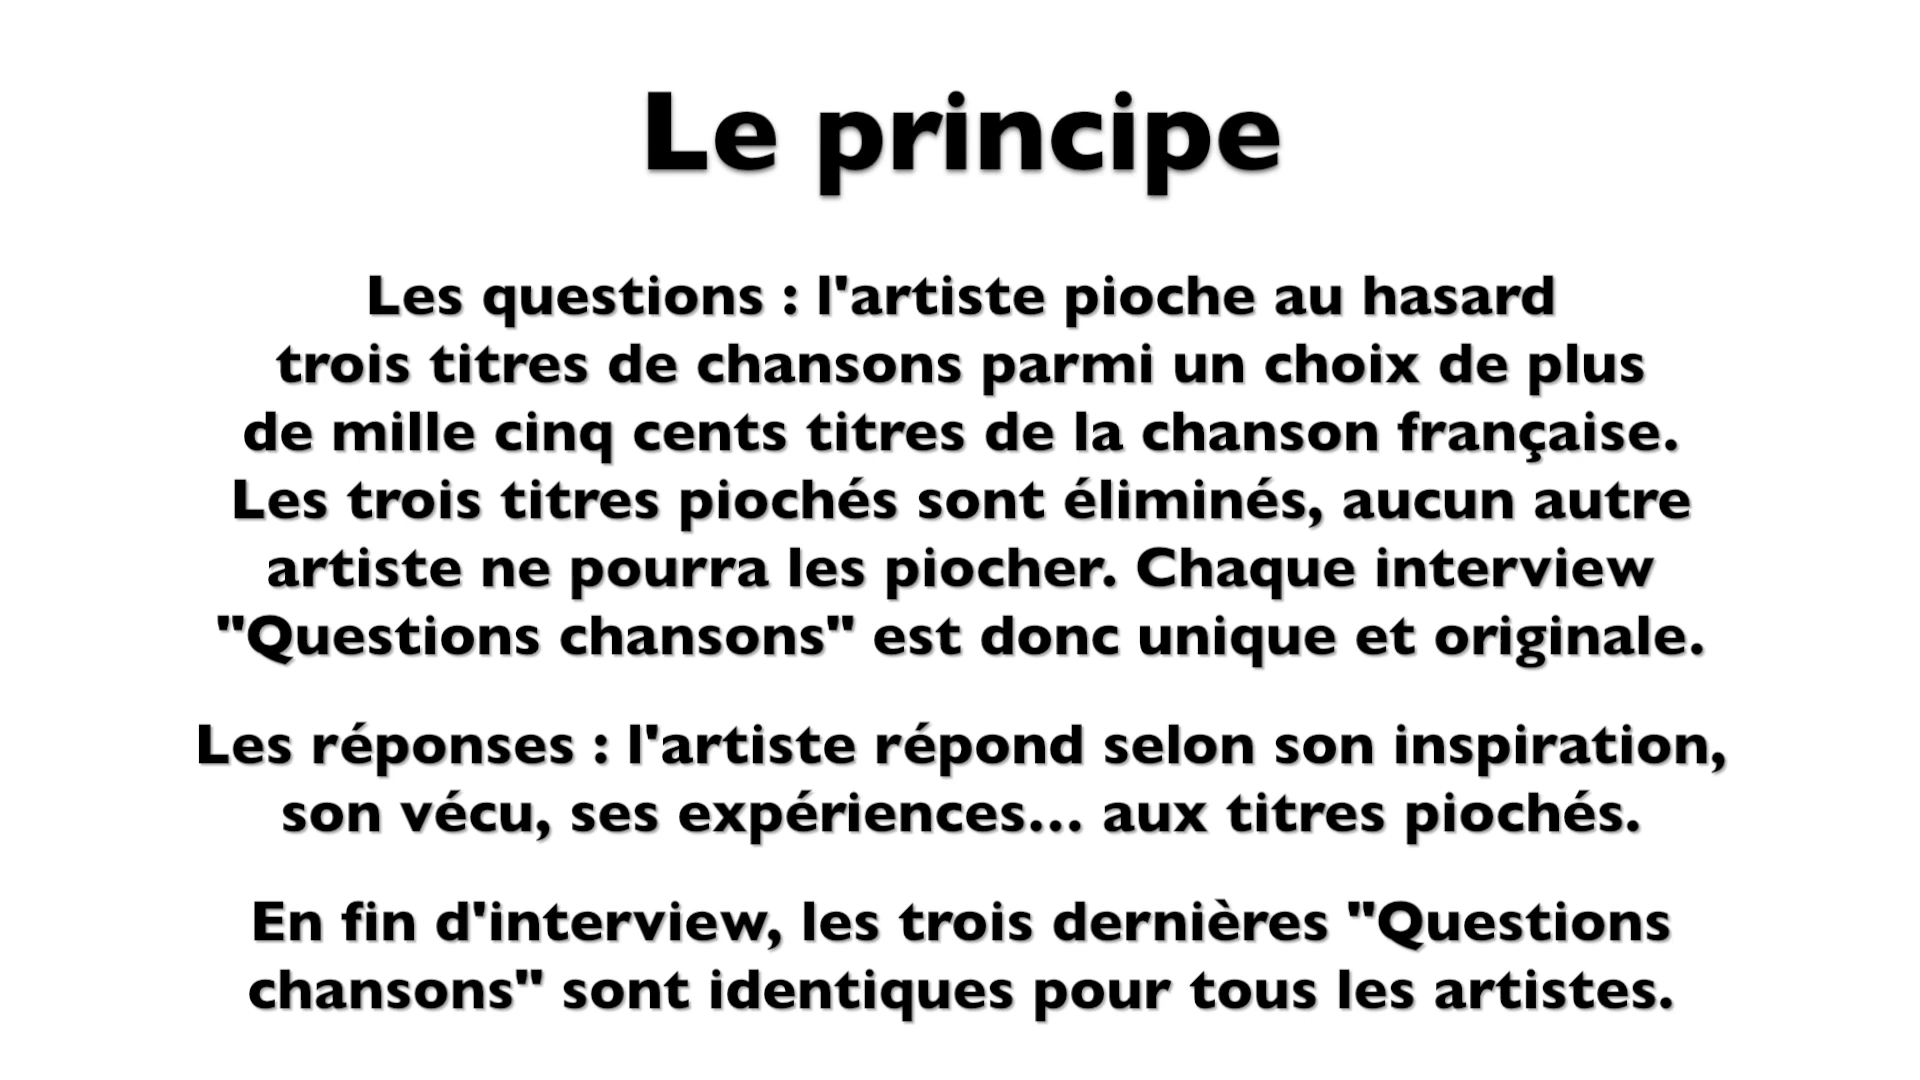 Le principe
Les questions : l'artiste pioche au hasard
trois titres de chansons parmi un choix de plus
de mille cinq cents titres de la chanson française.
Les trois titres piochés sont éliminés, aucun autre
artiste ne pourra les piocher. Chaque interview
"Questions chansons" est donc unique et originale.
Les réponses : l'artiste répond selon son inspiration,
son vécu, ses expériences... aux titres piochés.
En fin d'interview, les trois dernières "Questions
chansons" sont identiques pour tous les artistes.